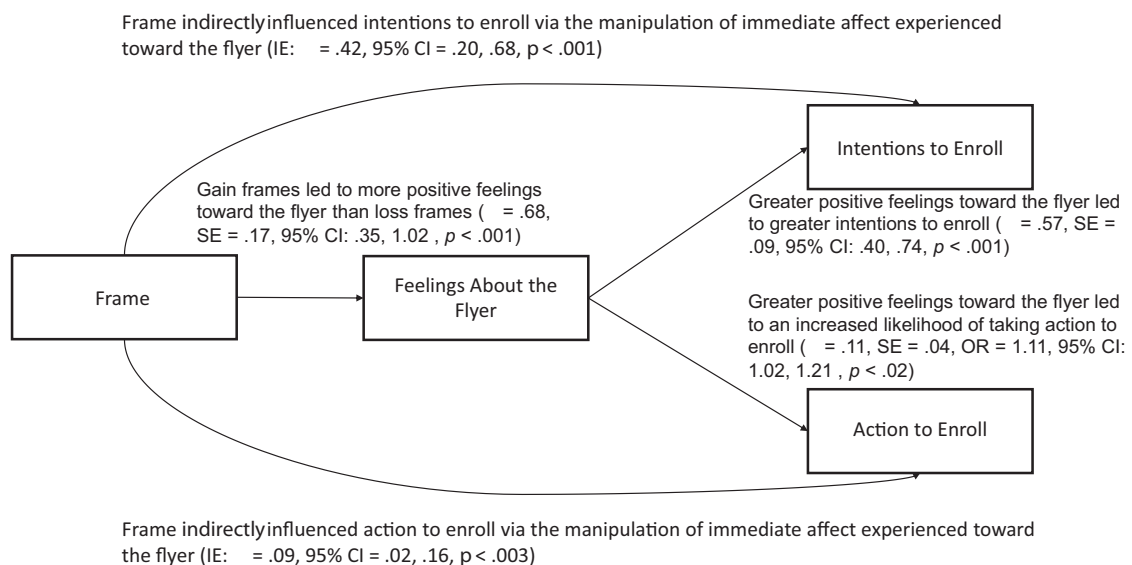 Frame indirectly influenced intentions to enroll via the manipulation of immediate affect experienced
toward the flyer (IE:   = .42, 95% CI = .20, .68, p < .001)
Intentions to Enroll
Gain frames led to more positive feelings
toward the flyer than loss frames (   = .68,
SE = .17, 95% CI: .35, 1.02 , p < .001)
Greater positive feelings toward the flyer led
to greater intentions to enroll (   = .57, SE =
.09, 95% CI: .40, .74, p < .001)
Frame
Feelings About the
Flyer
Greater positive feelings toward the flyer led
to an increased likelihood of taking action to
enroll (   = .11, SE = .04, OR = 1.11, 95% CI:
1.02, 1.21 , p < .02)
Action to Enroll
Frame indirectly influenced action to enroll via the manipulation of immediate affect experienced toward
the flyer (IE:   = .09, 95% CI = .02, .16, p < .003)